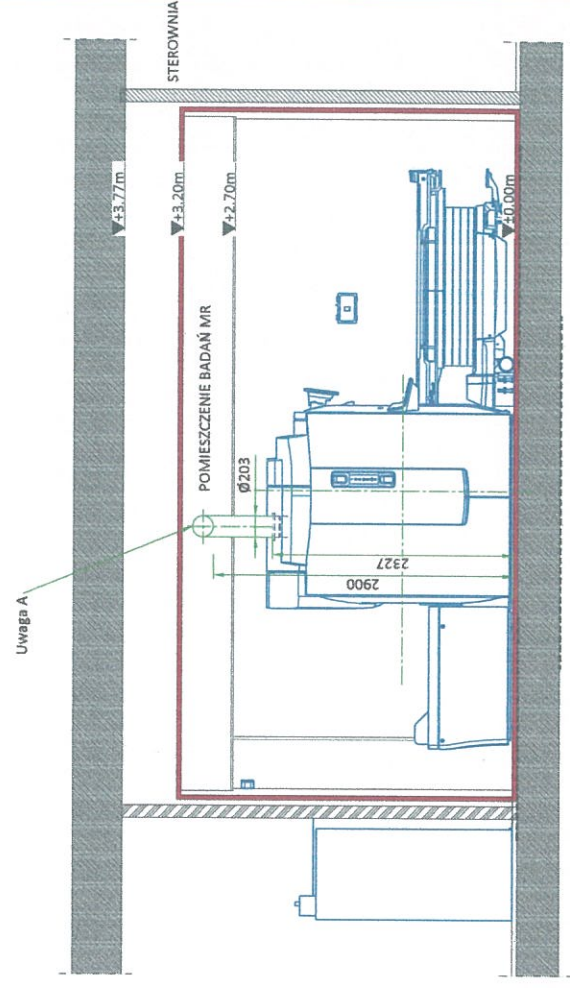 Uwaga A
STEROWNIA
+3.77m
+3.20m
+2.70m
POMIESZCZENIE BADAŃ MR
Ø203
2327
2900
±0.00m